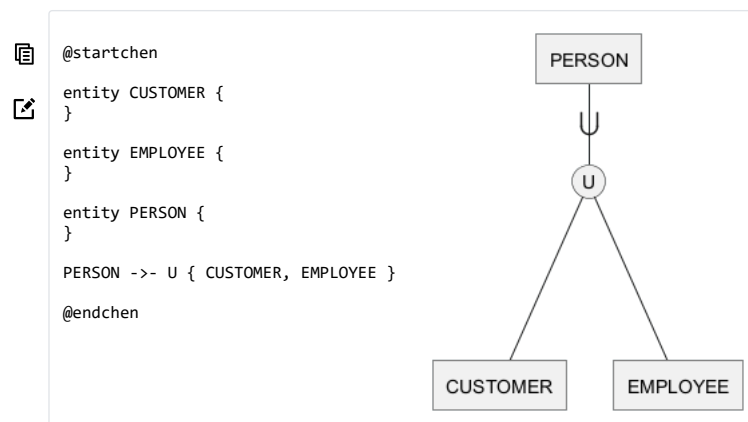 @startchen
entity CUSTOMER {
}
entity EMPLOYEE {
}
entity PERSON {
}
PERSON ->- U { CUSTOMER, EMPLOYEE }
@endchen
PERSON
U
CUSTOMER
EMPLOYEE